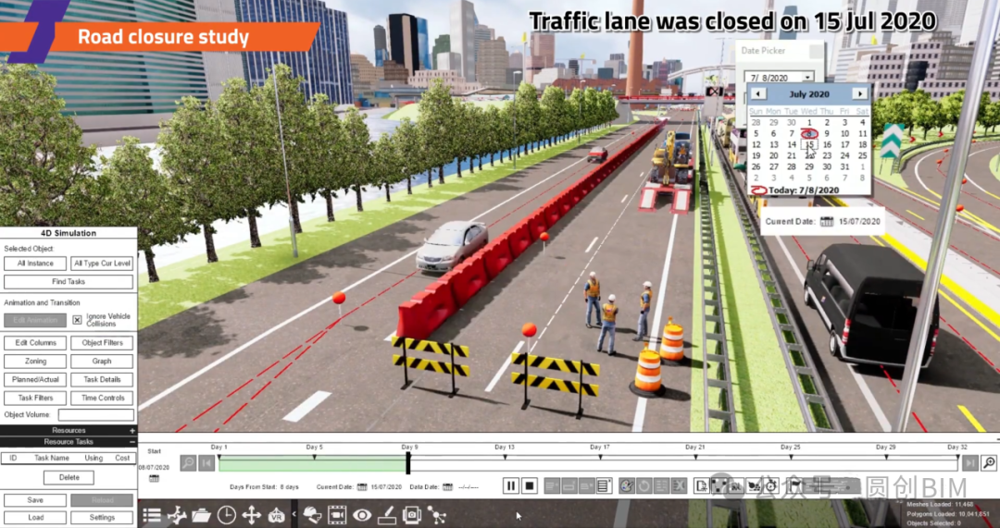 Road closure study
Traffic lane was closed on 15 Jul 2020
Date Picker
7/ 8/2020
July 2020
Sun Mon Tue Wed Thu Fri Sat
28 29 30 1 2 3 4
5 6 7 8 9 10 11
12 13 14 15 16 17 18
19 20 21 22 23 24 25
26 27 28 29 30 31 1
2 3 4 5 6 7 8
Today: 7/8/2020
Current Date: 15/07/2020
4D Simulation
Selected Object:
All Instance All Type Cur Level
Find Tasks
Animation and Transition
Edit Animation Ignore Vehicle
Collisions
Edit Columns Object Filters
Zoning Graph
Planned/Actual Task Details
Task Filters Time Controls
Object Volume:
Resources +
Resource Tasks −
ID Task Name Using Cost
Delete
Save Reload
Load Settings
Start
08/07/2020
Day 1 Day 5 Day 9 Day 13 Day 17 Day 21 Day 25 Day 29 Day 32
Days From Start: 8 days Current Date: 15/07/2020 Data Date: --/--/----
VR
公众号 圆创BIM
Meshes Loaded: 11,468
Polygons Loaded: 10,041,651
Objects Selected: 0